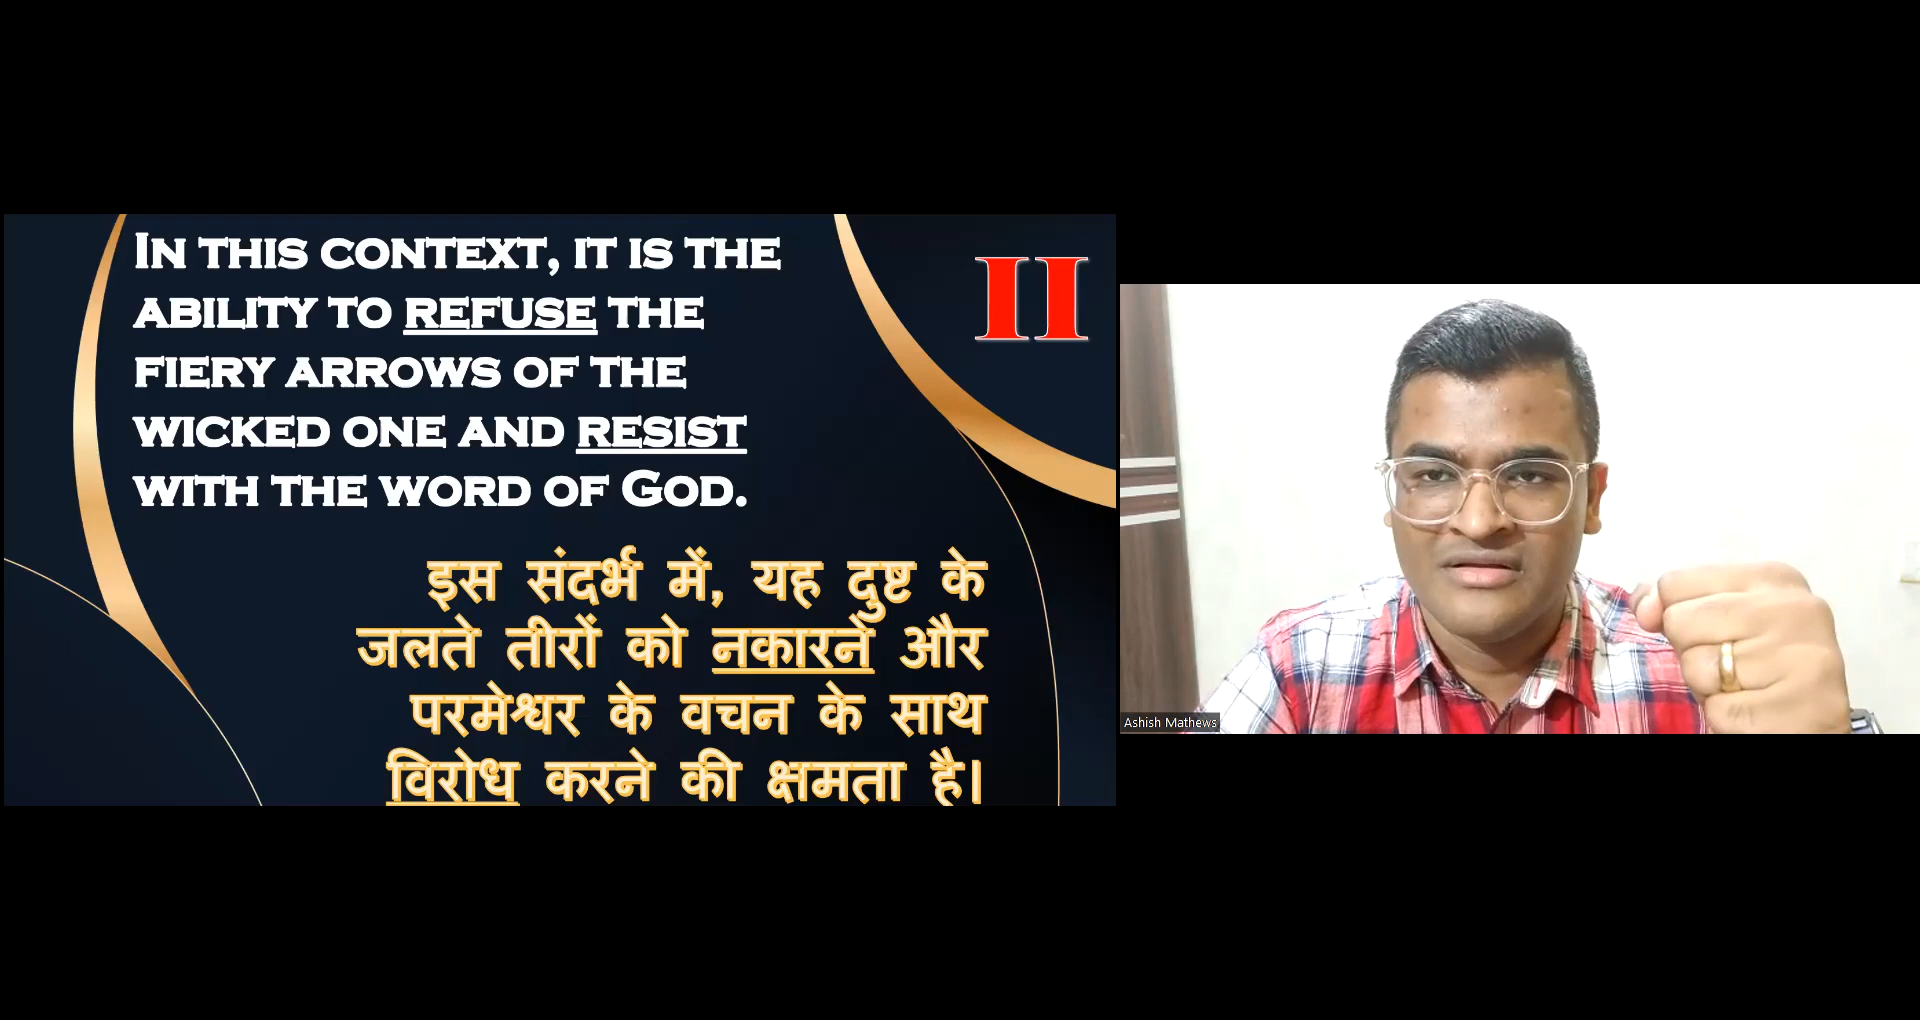 IN THIS CONTEXT, IT IS THE
ABILITY TO REFUSE THE
FIERY ARROWS OF THE
WICKED ONE AND RESIST
WITH THE WORD OF GOD.
II
इस संदर्भ में, यह दुष्ट के
जलते तीरों को नकारने और
परमेश्वर के वचन के साथ
विरोध करने की क्षमता है।
Ashish Mathews